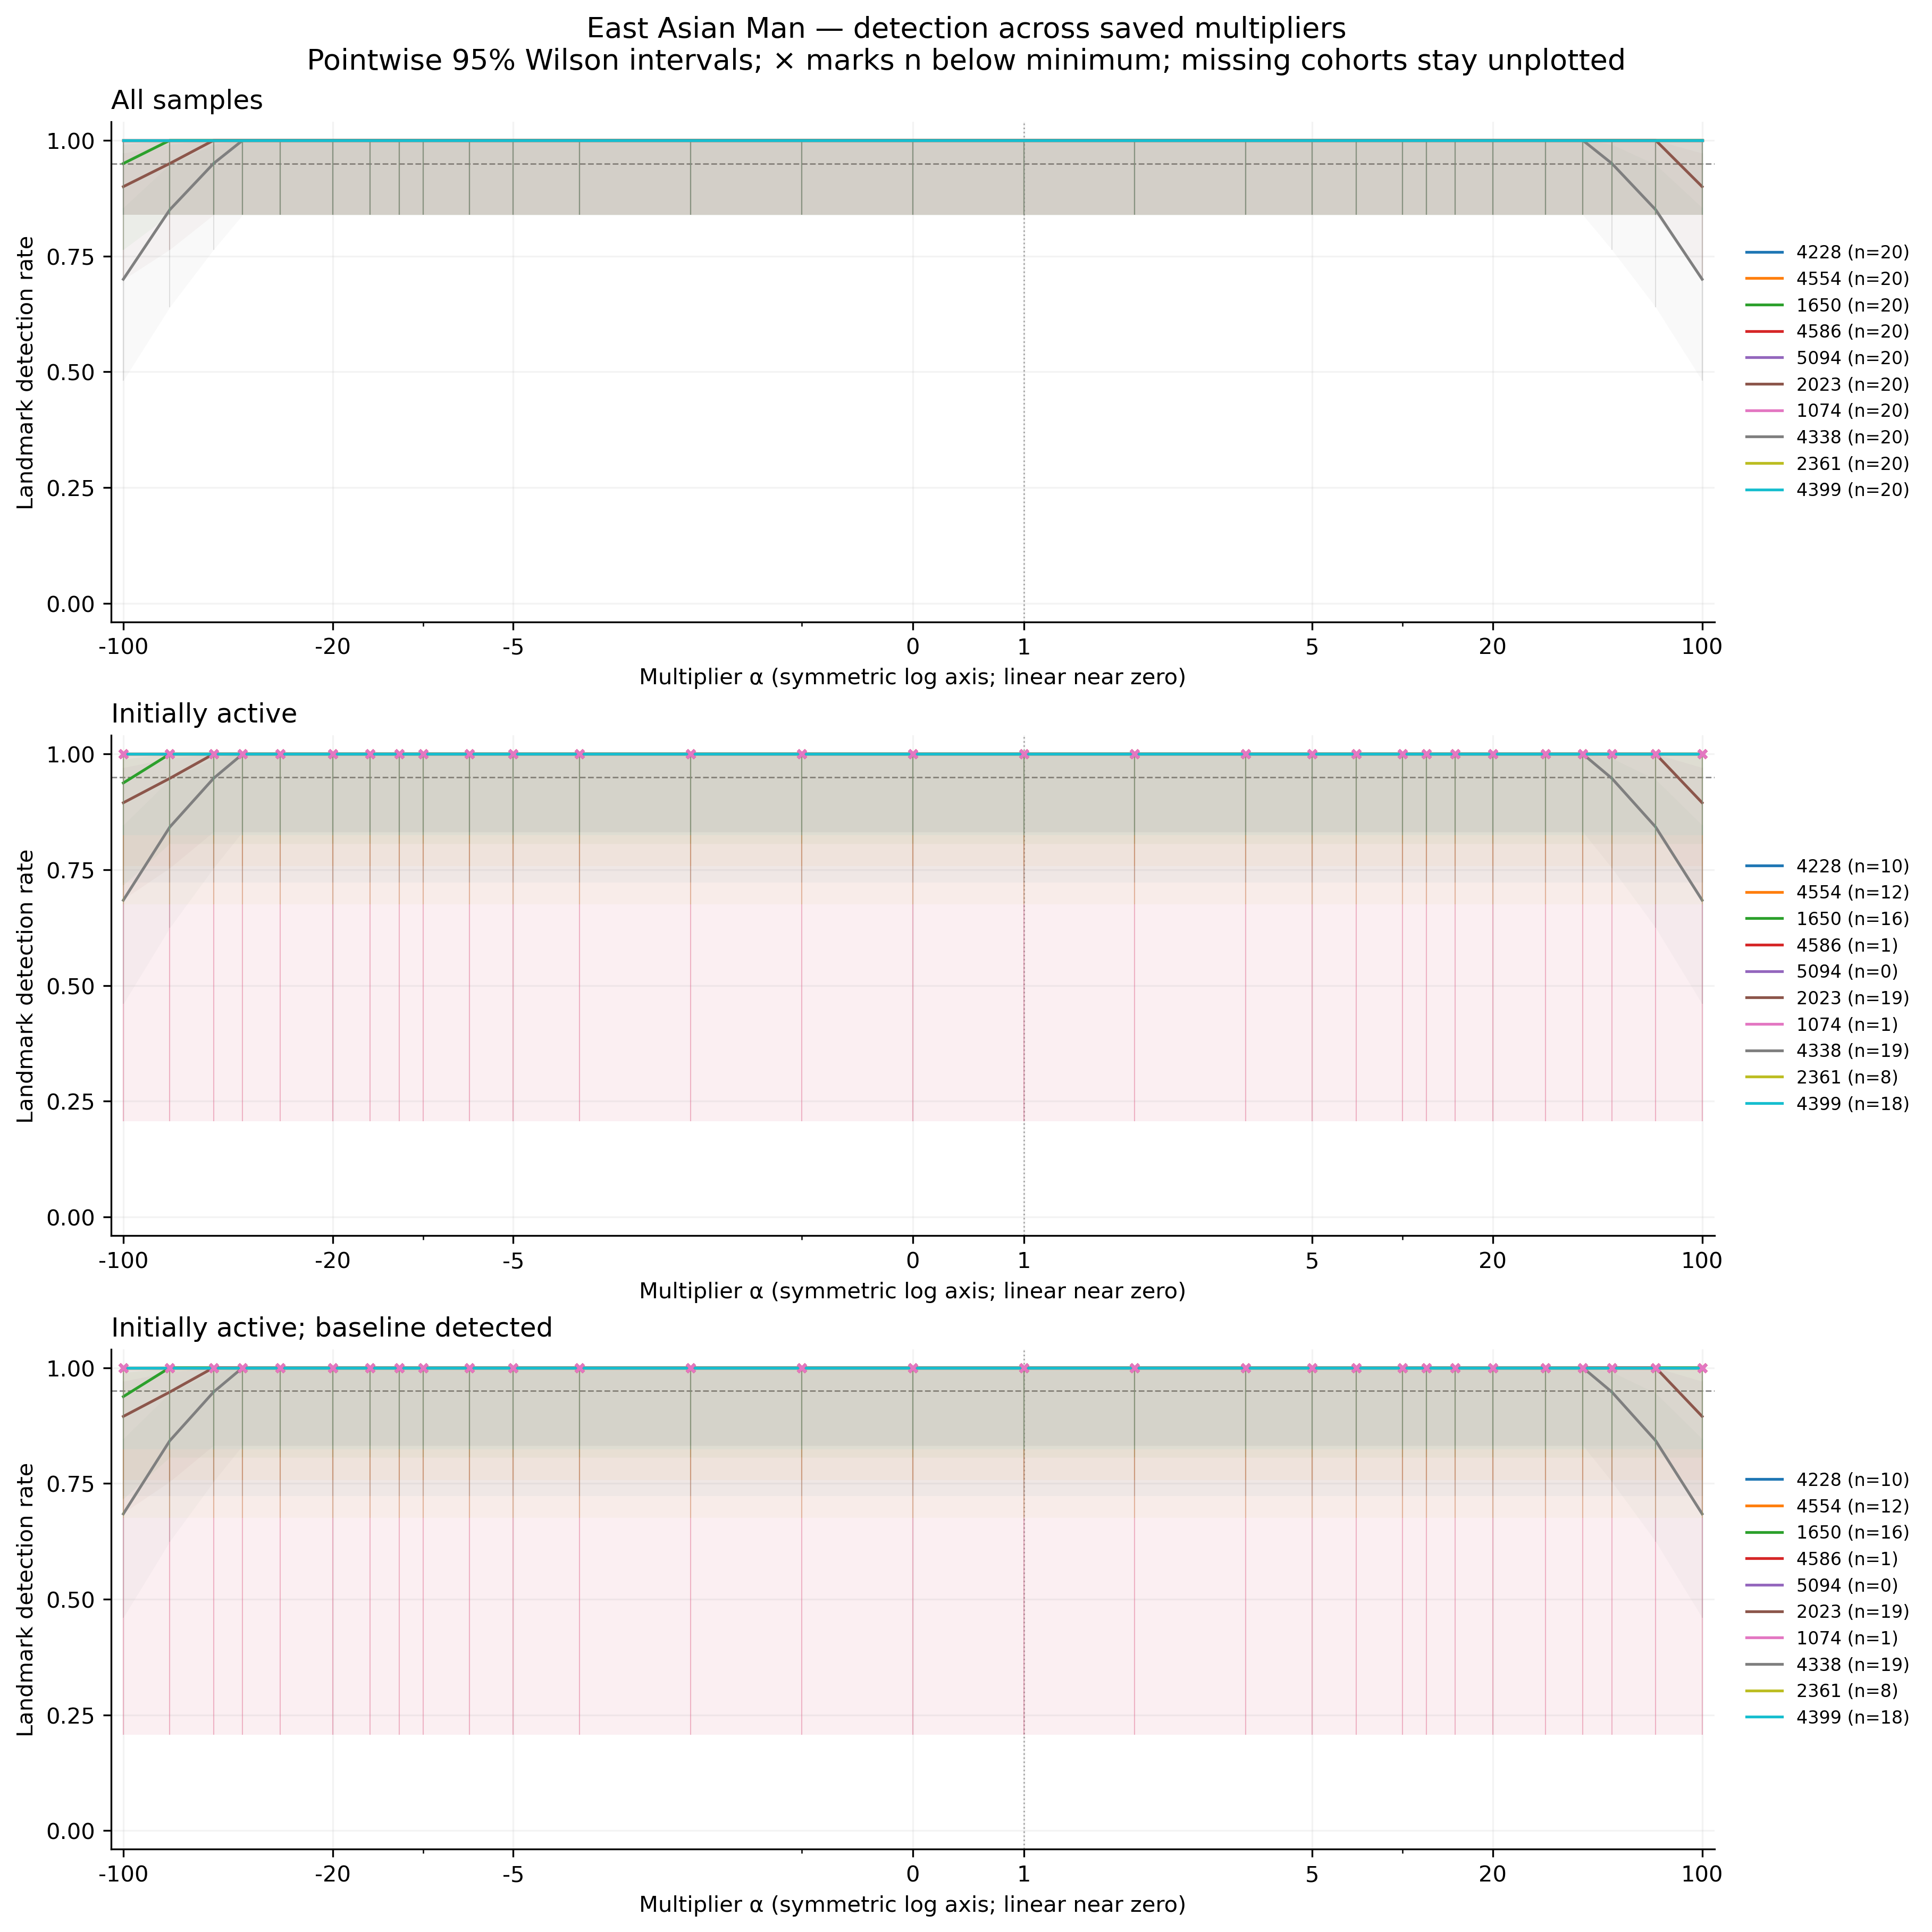 East Asian Man — detection across saved multipliers
Pointwise 95% Wilson intervals; × marks n below minimum; missing cohorts stay unplotted
All samples
1.00
0.75
0.50
0.25
0.00
Landmark detection rate
-100
-20
-5
0
1
5
20
100
Multiplier α (symmetric log axis; linear near zero)
4228 (n=20)
4554 (n=20)
1650 (n=20)
4586 (n=20)
5094 (n=20)
2023 (n=20)
1074 (n=20)
4338 (n=20)
2361 (n=20)
4399 (n=20)
Initially active
1.00
0.75
0.50
0.25
0.00
Landmark detection rate
-100
-20
-5
0
1
5
20
100
Multiplier α (symmetric log axis; linear near zero)
4228 (n=10)
4554 (n=12)
1650 (n=16)
4586 (n=1)
5094 (n=0)
2023 (n=19)
1074 (n=1)
4338 (n=19)
2361 (n=8)
4399 (n=18)
Initially active; baseline detected
1.00
0.75
0.50
0.25
0.00
Landmark detection rate
-100
-20
-5
0
1
5
20
100
Multiplier α (symmetric log axis; linear near zero)
4228 (n=10)
4554 (n=12)
1650 (n=16)
4586 (n=1)
5094 (n=0)
2023 (n=19)
1074 (n=1)
4338 (n=19)
2361 (n=8)
4399 (n=18)